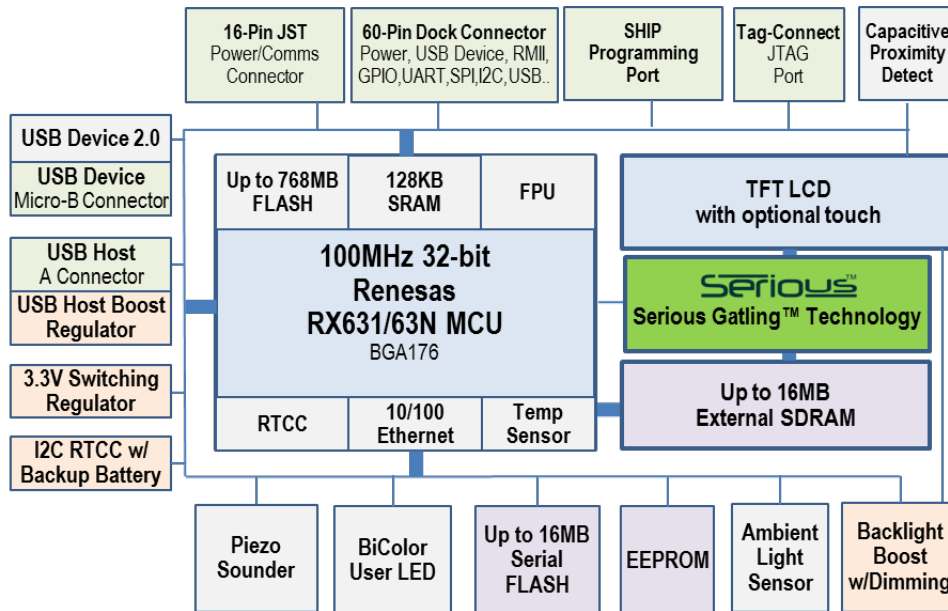 16-Pin JST
Power/Comms
Connector
60-Pin Dock Connector
Power, USB Device, RMII,
GPIO,UART,SPI,I2C,USB..
SHIP
Programming
Port
Tag-Connect
JTAG
Port
Capacitive
Proximity
Detect
USB Device 2.0
USB Device
Micro-B Connector
USB Host
A Connector
USB Host Boost
Regulator
3.3V Switching
Regulator
I2C RTCC w/
Backup Battery
Up to 768MB
FLASH
128KB
SRAM
FPU
100MHz 32-bit
Renesas
RX631/63N MCU
BGA176
RTCC
10/100
Ethernet
Temp
Sensor
TFT LCD
with optional touch
Serious™
Serious Gatling™ Technology
Up to 16MB
External SDRAM
Piezo
Sounder
BiColor
User LED
Up to 16MB
Serial
FLASH
EEPROM
Ambient
Light
Sensor
Backlight
Boost
w/Dimming